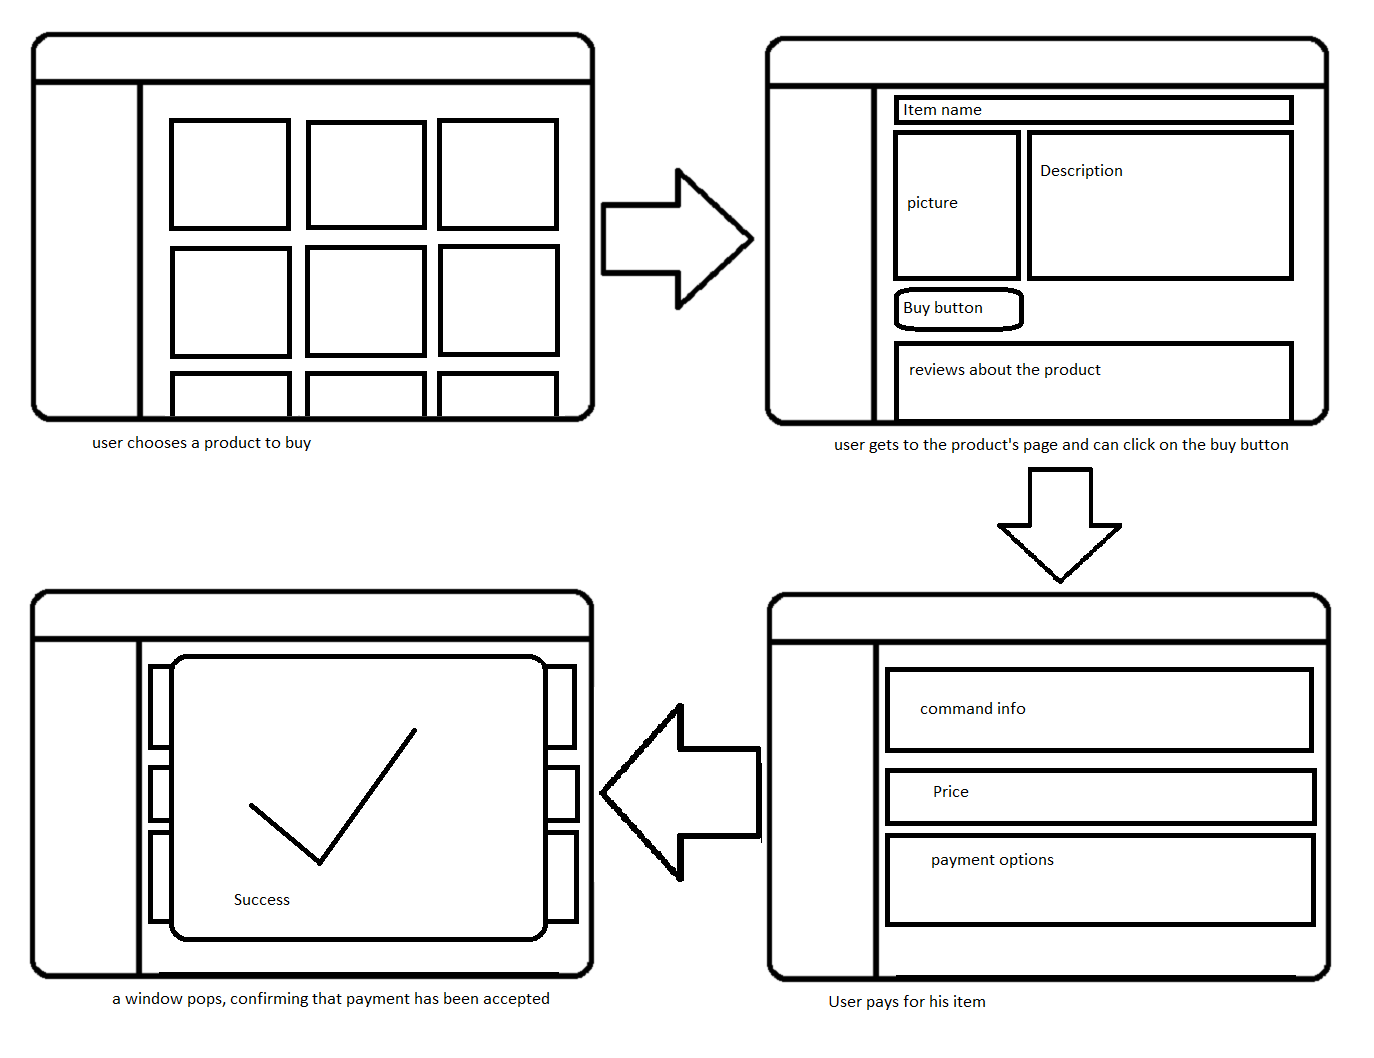 Item name
picture
Description
Buy button
reviews about the product
user chooses a product to buy
user gets to the product's page and can click on the buy button
command info
Price
payment options
User pays for his item
Success
a window pops, confirming that payment has been accepted